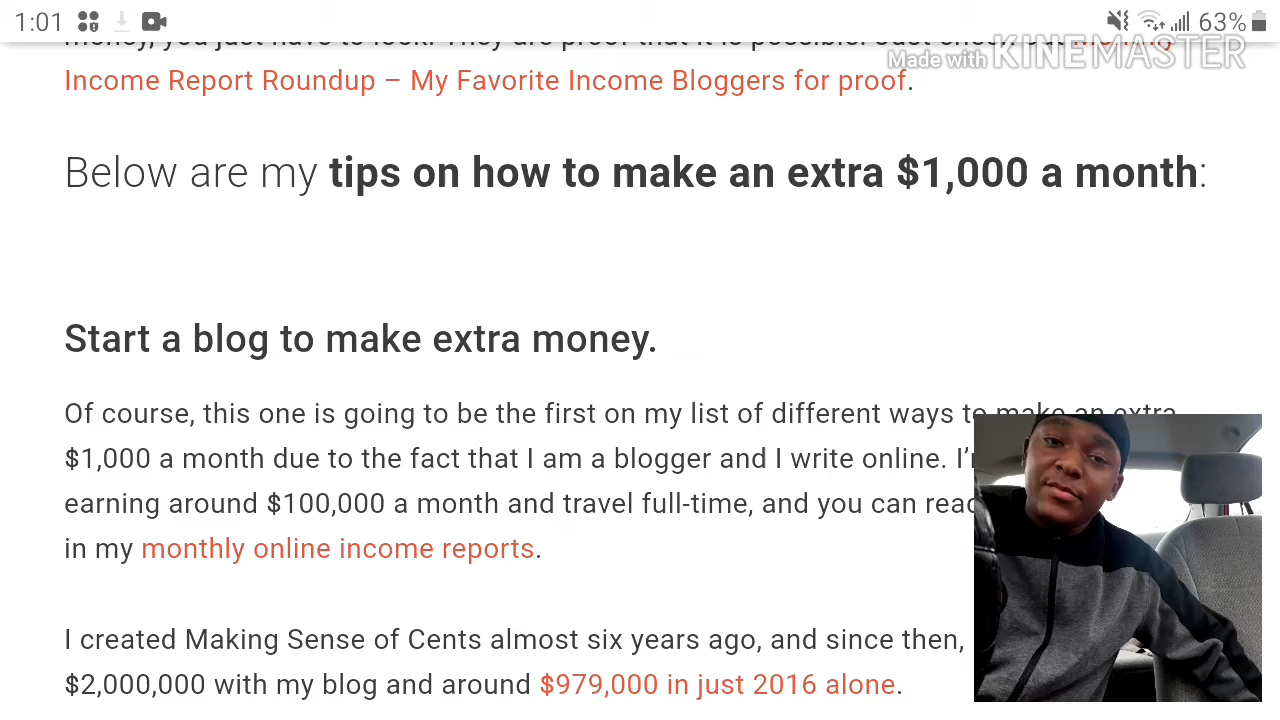 1:01 63%
Made with KINEMASTER
Income Report Roundup – My Favorite Income Bloggers for proof.
Below are my tips on how to make an extra $1,000 a month:
Start a blog to make extra money.
Of course, this one is going to be the first on my list of different ways to make an extra
$1,000 a month due to the fact that I am a blogger and I write online.
earning around $100,000 a month and travel full-time, and you can
in my monthly online income reports.
I created Making Sense of Cents almost six years ago, and since then,
$2,000,000 with my blog and around $979,000 in just 2016 alone.